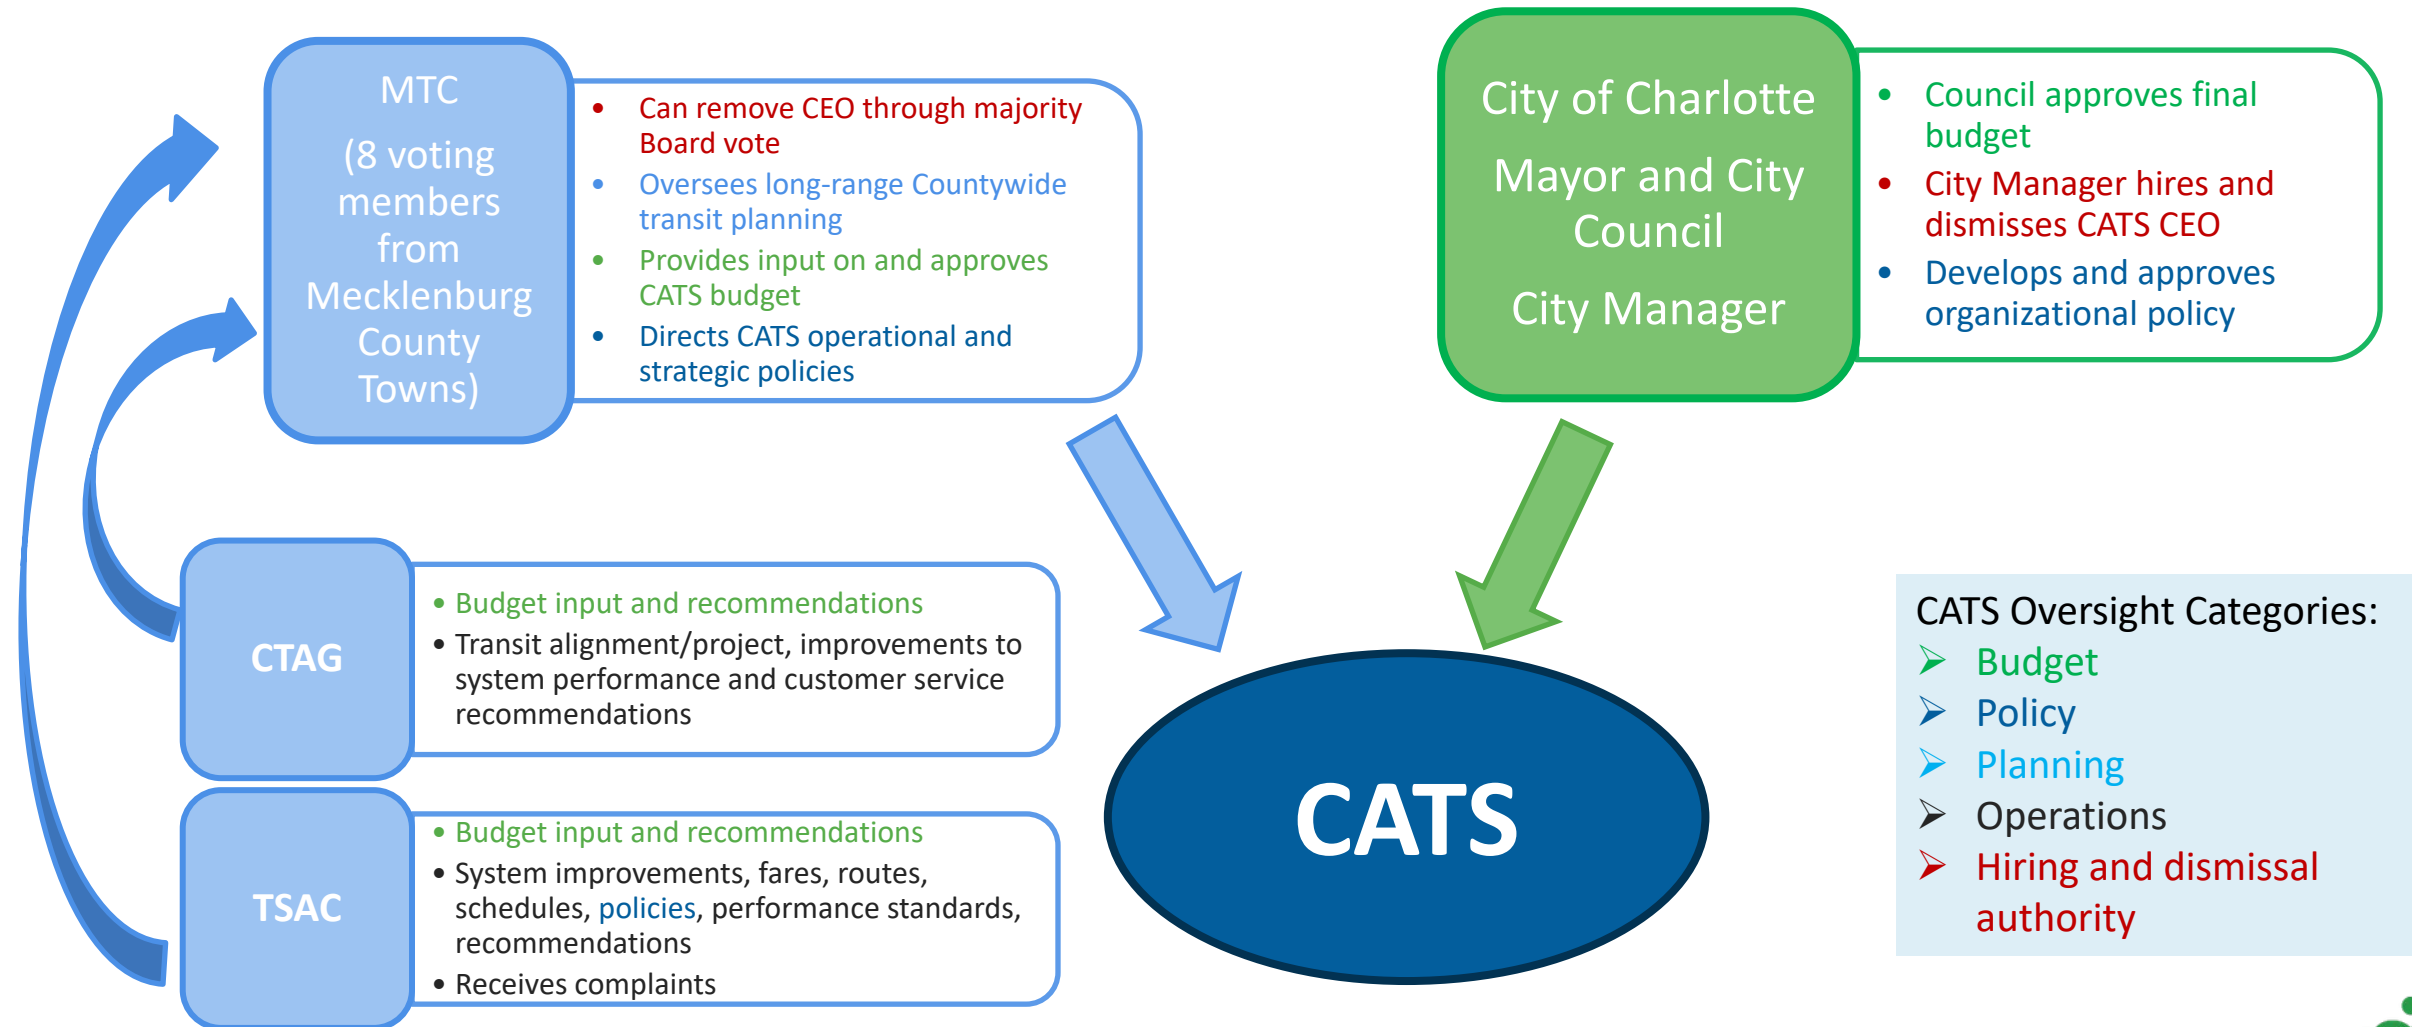 MTC
(8 voting
members
from
Mecklenburg
County
Towns)
• Can remove CEO through majority
Board vote
• Oversees long-range Countywide
transit planning
• Provides input on and approves
CATS budget
• Directs CATS operational and
strategic policies
City of Charlotte
Mayor and City
Council
City Manager
• Council approves final
budget
• City Manager hires and
dismisses CATS CEO
• Develops and approves
organizational policy
CTAG
• Budget input and recommendations
• Transit alignment/project, improvements to
system performance and customer service
recommendations
TSAC
• Budget input and recommendations
• System improvements, fares, routes,
schedules, policies, performance standards,
recommendations
• Receives complaints
CATS
CATS Oversight Categories:
➢ Budget
➢ Policy
➢ Planning
➢ Operations
➢ Hiring and dismissal
authority